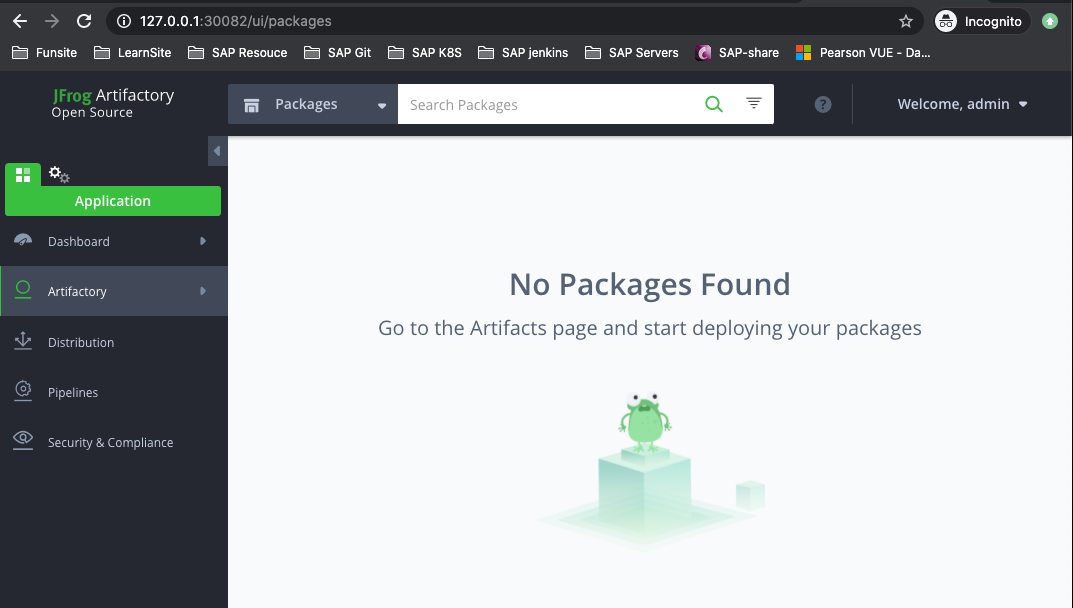 127.0.0.1:30082/ui/packages
Incognito
Funsite LearnSite SAP Resouce SAP Git SAP K8S SAP jenkins SAP Servers SAP-share Pearson VUE - Da...
JFrog Artifactory
Open Source
Packages
Search Packages
?
Welcome, admin
Application
Dashboard
Artifactory
Distribution
Pipelines
Security & Compliance
No Packages Found
Go to the Artifacts page and start deploying your packages